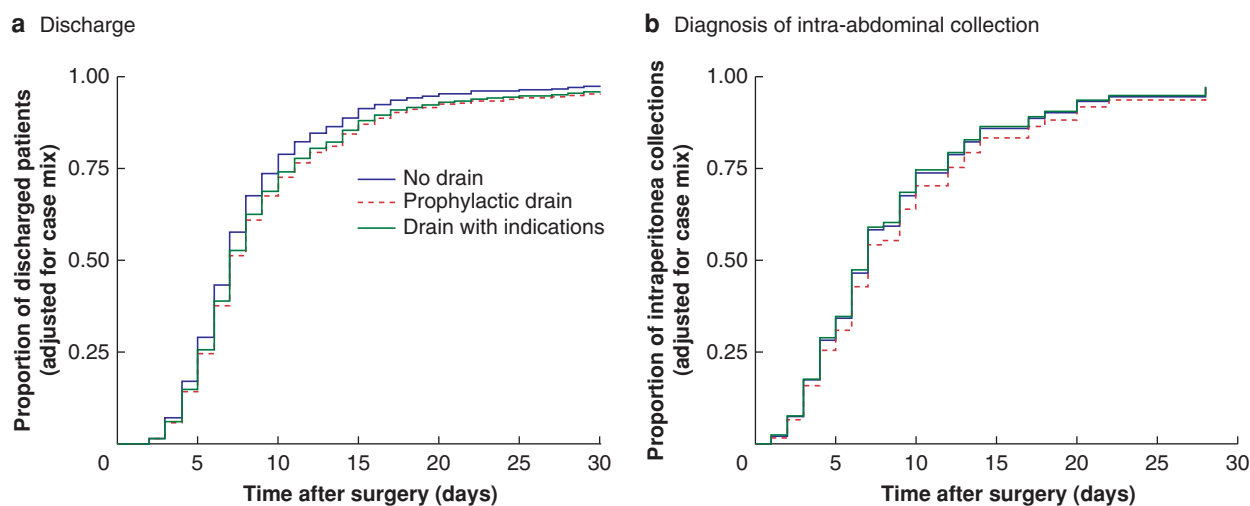 a Discharge
Proportion of discharged patients
(adjusted for case mix)
1.00
0.75
0.50
0.25
0
5
10
15
20
25
30
Time after surgery (days)
No drain
Prophylactic drain
Drain with indications
b Diagnosis of intra-abdominal collection
Proportion of intraperitonea collections
(adjusted for case mix)
1.00
0.75
0.50
0.25
0
5
10
15
20
25
30
Time after surgery (days)